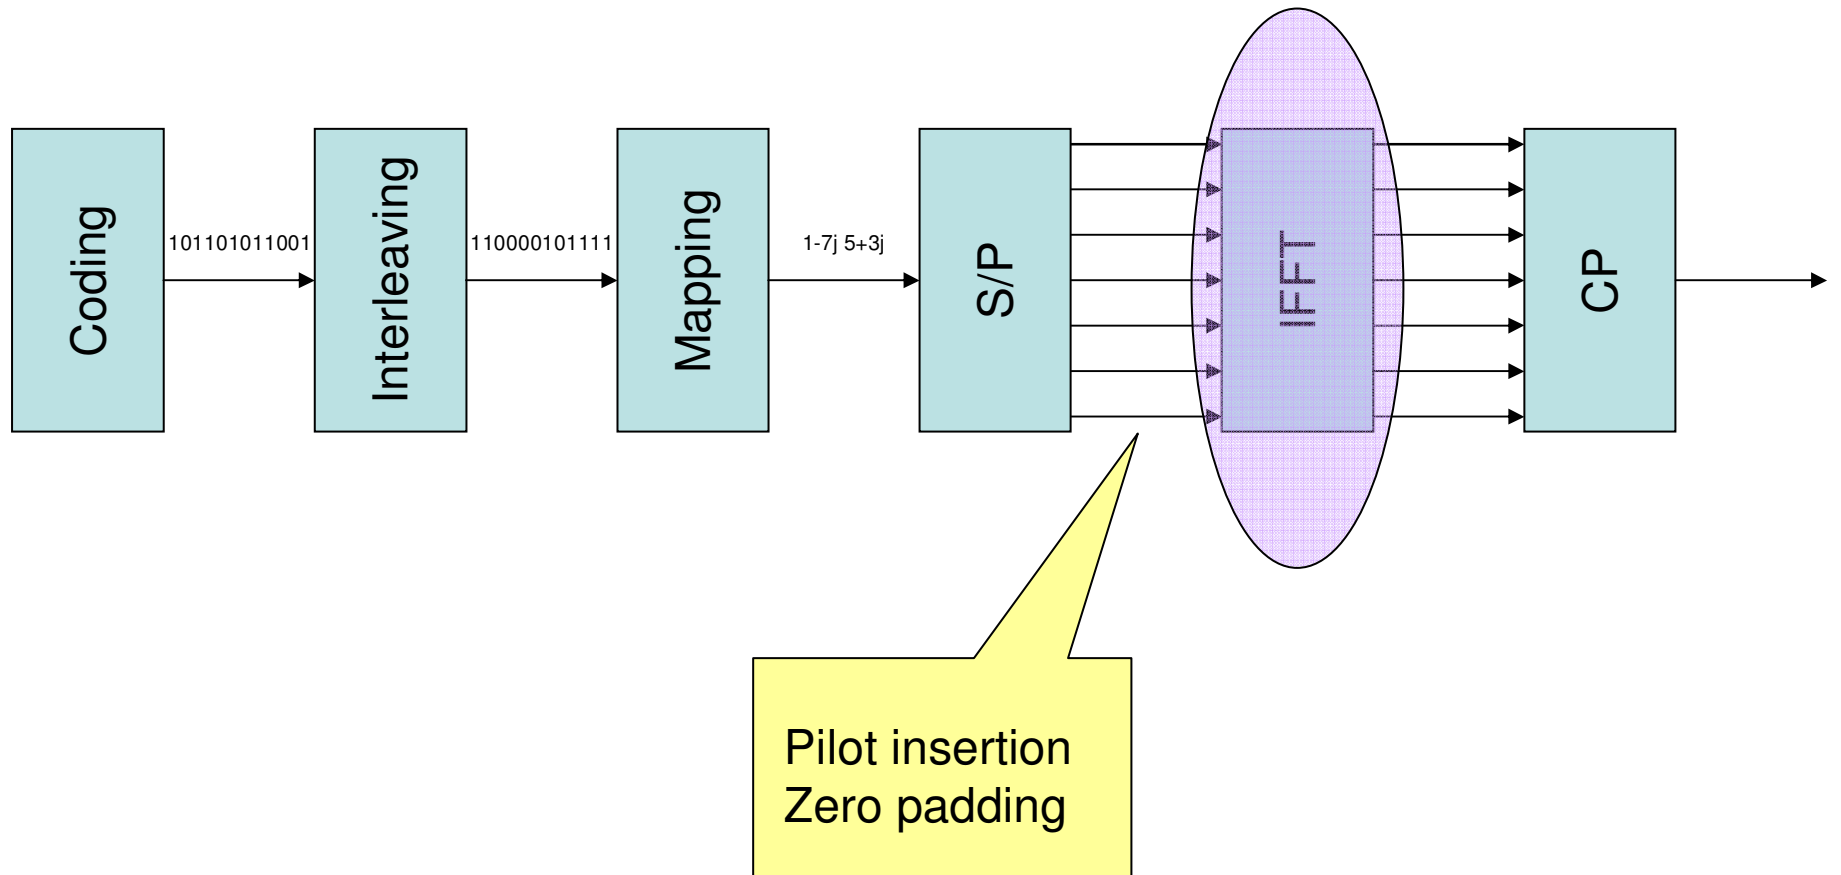 Coding
101101011001
Interleaving
110000101111
Mapping
1-7j 5+3j
S/P
IFFT
CP
Pilot insertion
Zero padding